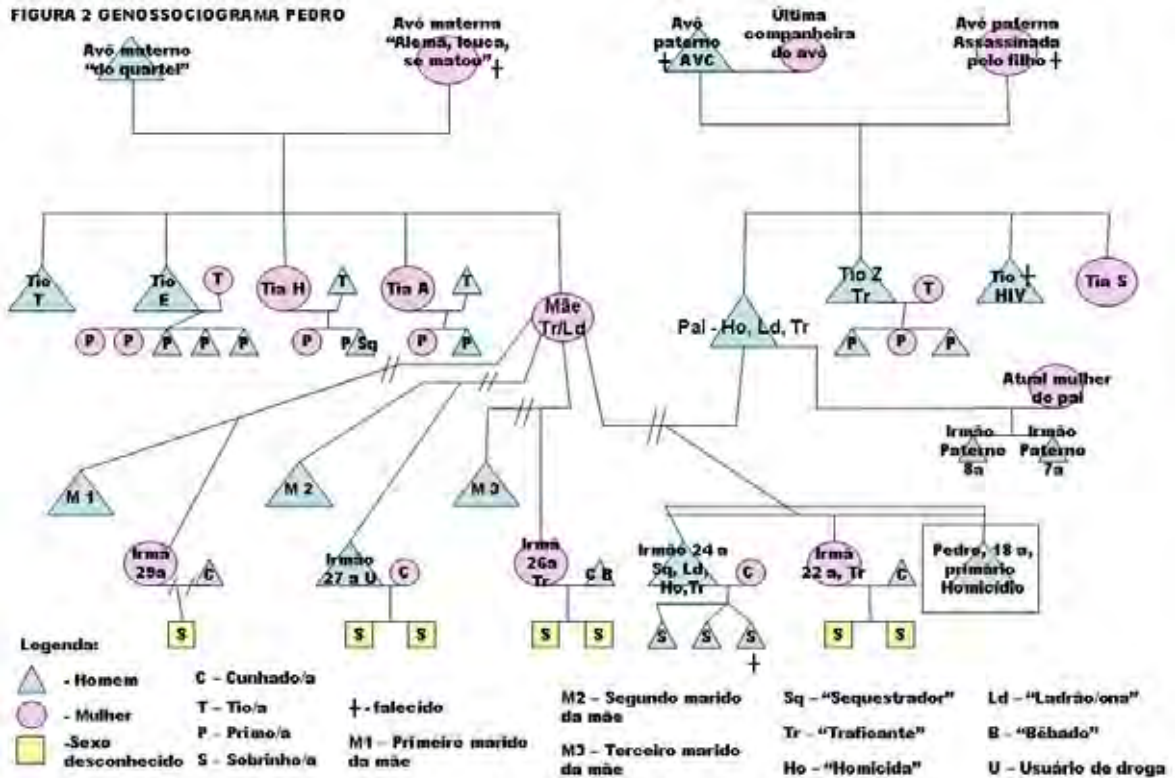 FIGURA 2 GENOSSOCIOGRAMA PEDRO
Avô materno
"do quartel"
Avó materna
"Alemã, louca,
se matou"
Avô
paterno
AVC
Última
companheira
do avô
Avó paterna
Assassinada
pelo filho
Tio
T
Tio
E
T
Tia H
T
Tia A
T
Mãe
Tr/Ld
Pai - Ho, Ld, Tr
Tio Z
Tr
T
Tio
HIV
Tia S
P
P
P
P
P
P
P Sq
P
P
P
P
P
Atual mulher
do pai
Irmão
Paterno
8a
Irmão
Paterno
7a
M 1
M 2
M 3
Irmã
29a
C
Irmão
27 a U
C
Irmã
26a
Tr
C B
Irmão 24 a
Sq, Ld,
Ho,Tr
C
Irmã
22 a, Tr
C
Pedro, 18 a,
primário
Homicídio
S
S
S
S
S
S
S
S
S
S
Legenda:
- Homem
- Mulher
-Sexo
desconhecido
C – Cunhado/a
T – Tio/a
P – Primo/a
S – Sobrinho/a
- falecido
M1 – Primeiro marido
da mãe
M2 – Segundo marido
da mãe
M3 – Terceiro marido
da mãe
Sq – "Sequestrador"
Tr – "Traficante"
Ho – "Homicida"
Ld – "Ladrão/ona"
B – "Bêbado"
U – Usuário de droga